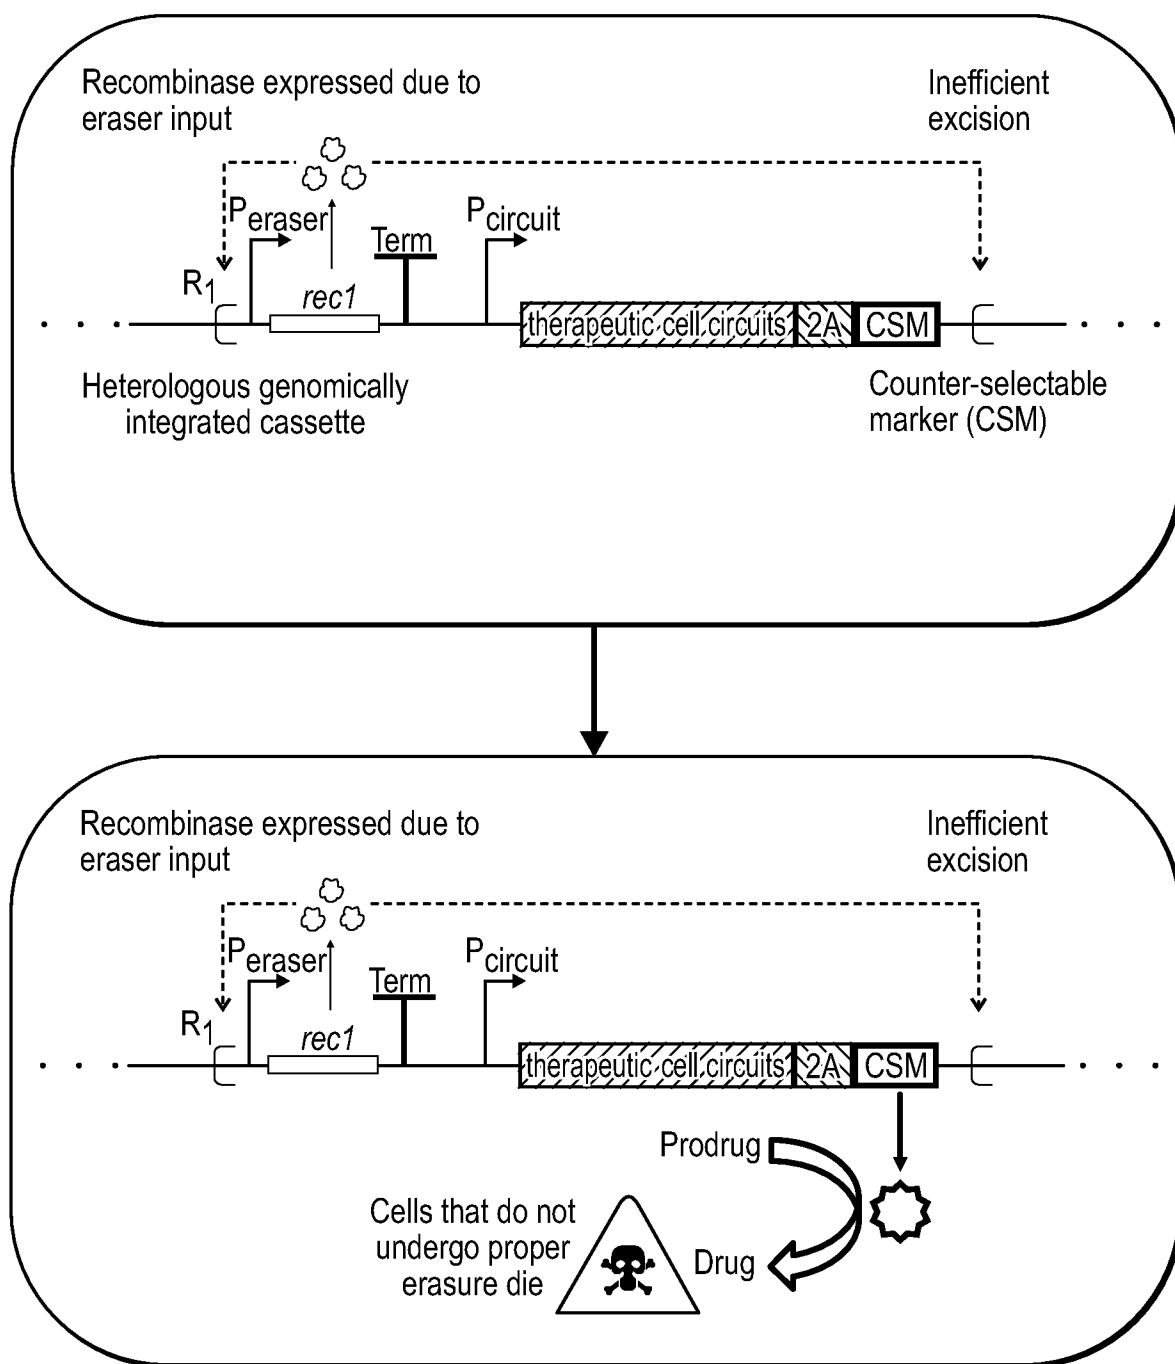 Recombinase expressed due to
eraser input
Inefficient
excision
Peraser
Term
Pcircuit
R1
rec1
therapeutic cell circuits
2A
CSM
Heterologous genomically
integrated cassette
Counter-selectable
marker (CSM)
Recombinase expressed due to
eraser input
Inefficient
excision
Peraser
Term
Pcircuit
R1
rec1
therapeutic cell circuits
2A
CSM
Prodrug
Cells that do not
undergo proper
erasure die
Drug